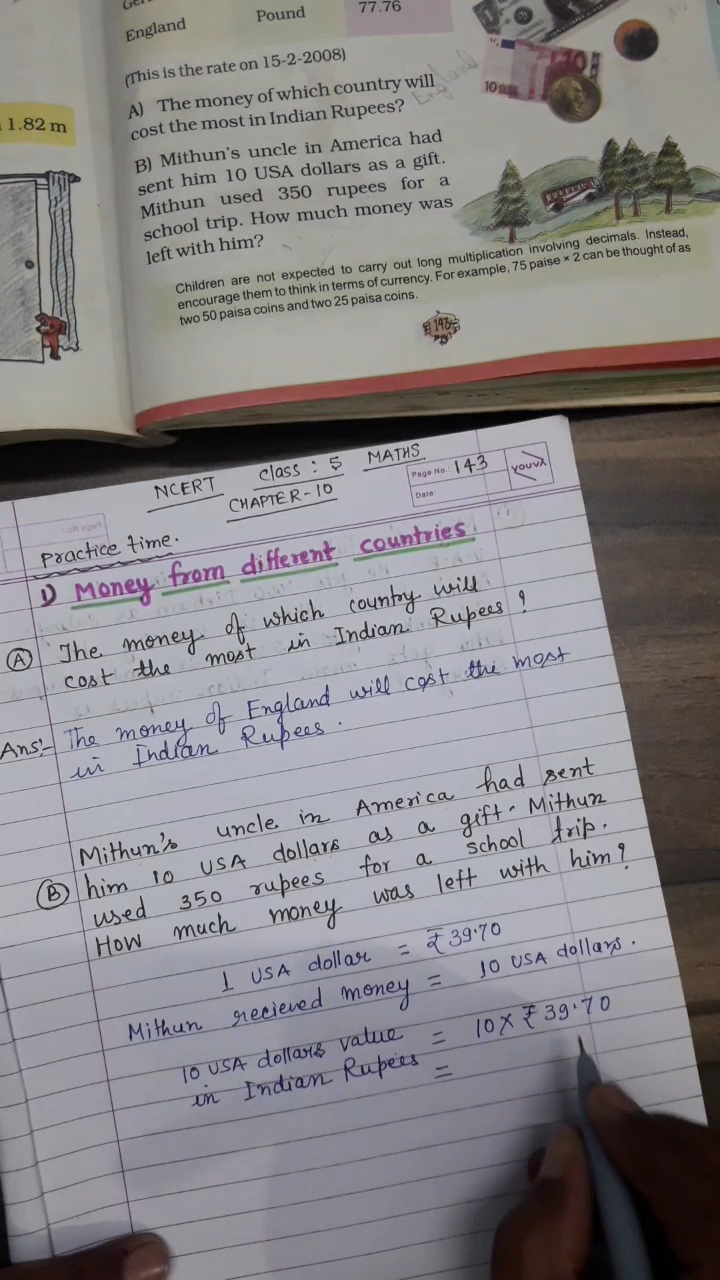 England Pound 77.76
(This is the rate on 15-2-2008)
A) The money of which country will
cost the most in Indian Rupees?
England
B) Mithun's uncle in America had
sent him 10 USA dollars as a gift.
Mithun used 350 rupees for a
school trip. How much money was
left with him?
Children are not expected to carry out long multiplication involving decimals. Instead,
encourage them to think in terms of currency. For example, 75 paise × 2 can be thought of as
two 50 paisa coins and two 25 paisa coins.
143
1.82 m
10
NCERT Class : 5 MATHS
CHAPTER-10
Page No.: 143
Date:
YOUVA
Practice time.
1) Money from different countries.
(A) The money of which country will
cost the most in Indian Rupees?
Ans:- The money of England will cost the most
in Indian Rupees.
Mithun's uncle in America had sent
(B) him 10 USA dollars as a gift. Mithun
used 350 rupees for a school trip.
How much money was left with him?
1 USA dollar = ₹39.70
Mithun recieved money = 10 USA dollars.
10 USA dollars value = 10 × ₹39.70
in Indian Rupees =